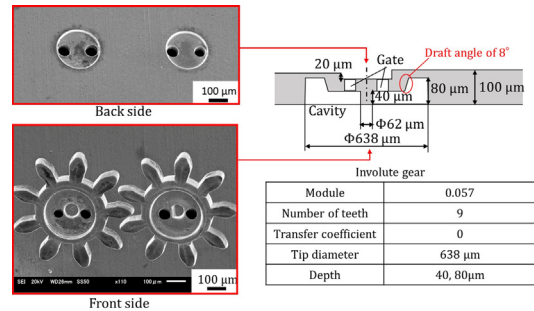 100 μm
Back side
Gate
Draft angle of 8°
20 μm
40 μm
80 μm
100 μm
Cavity
Φ62 μm
Φ638 μm
SEI 20kV WD26mm SS50 x110 100μm
100 μm
Front side
Involute gear
Module 0.057
Number of teeth 9
Transfer coefficient 0
Tip diameter 638 μm
Depth 40, 80μm